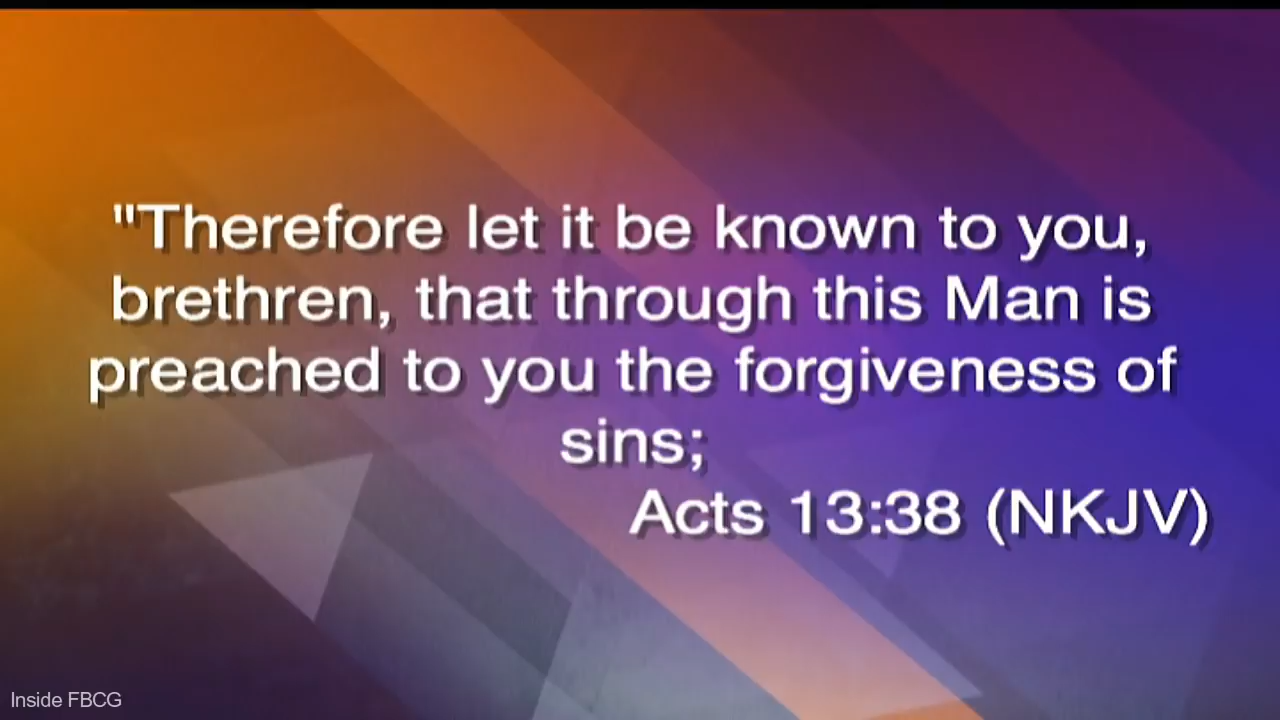 "Therefore let it be known to you,
brethren, that through this Man is
preached to you the forgiveness of
sins;
Acts 13:38 (NKJV)
Inside FBCG